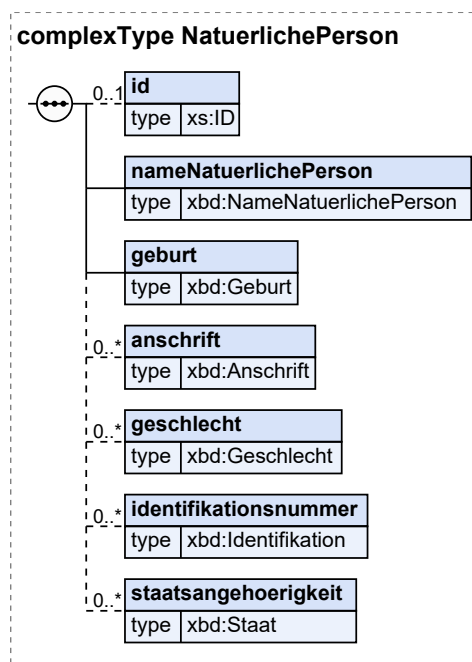 complexType NatuerlichePerson
0..1
id
type xs:ID
nameNatuerlichePerson
type xbd:NameNatuerlichePerson
geburt
type xbd:Geburt
0..*
anschrift
type xbd:Anschrift
0..*
geschlecht
type xbd:Geschlecht
0..*
identifikationsnummer
type xbd:Identifikation
0..*
staatsangehoerigkeit
type xbd:Staat